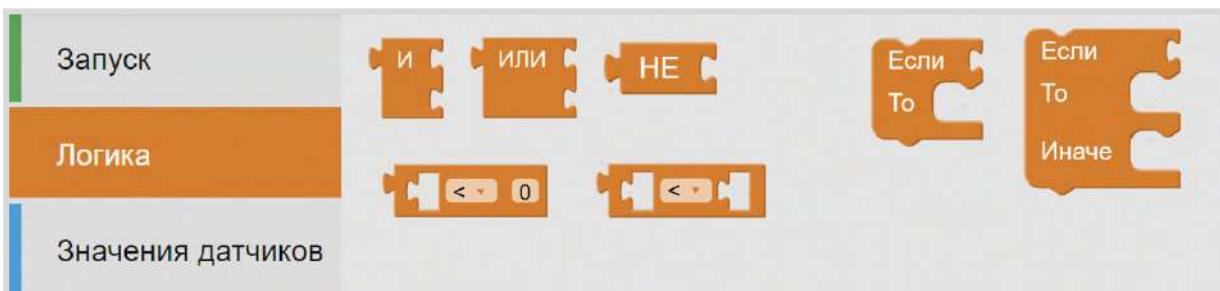 Запуск
Логика
Значения датчиков
И
ИЛИ
НЕ
< 0
<
Если
То
Если
То
Иначе